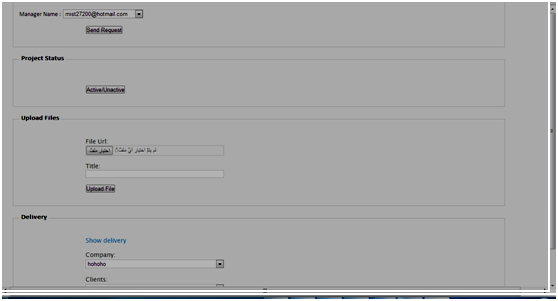 Manager Name : mist27200@hotmail.com
Send Request
Project Status
Active/Unactive
Upload Files
File Url:
اختيار ملف لم يتم اختيار أي ملف
Title:
Upload File
Delivery
Show delivery
Company:
hohoho
Clients: